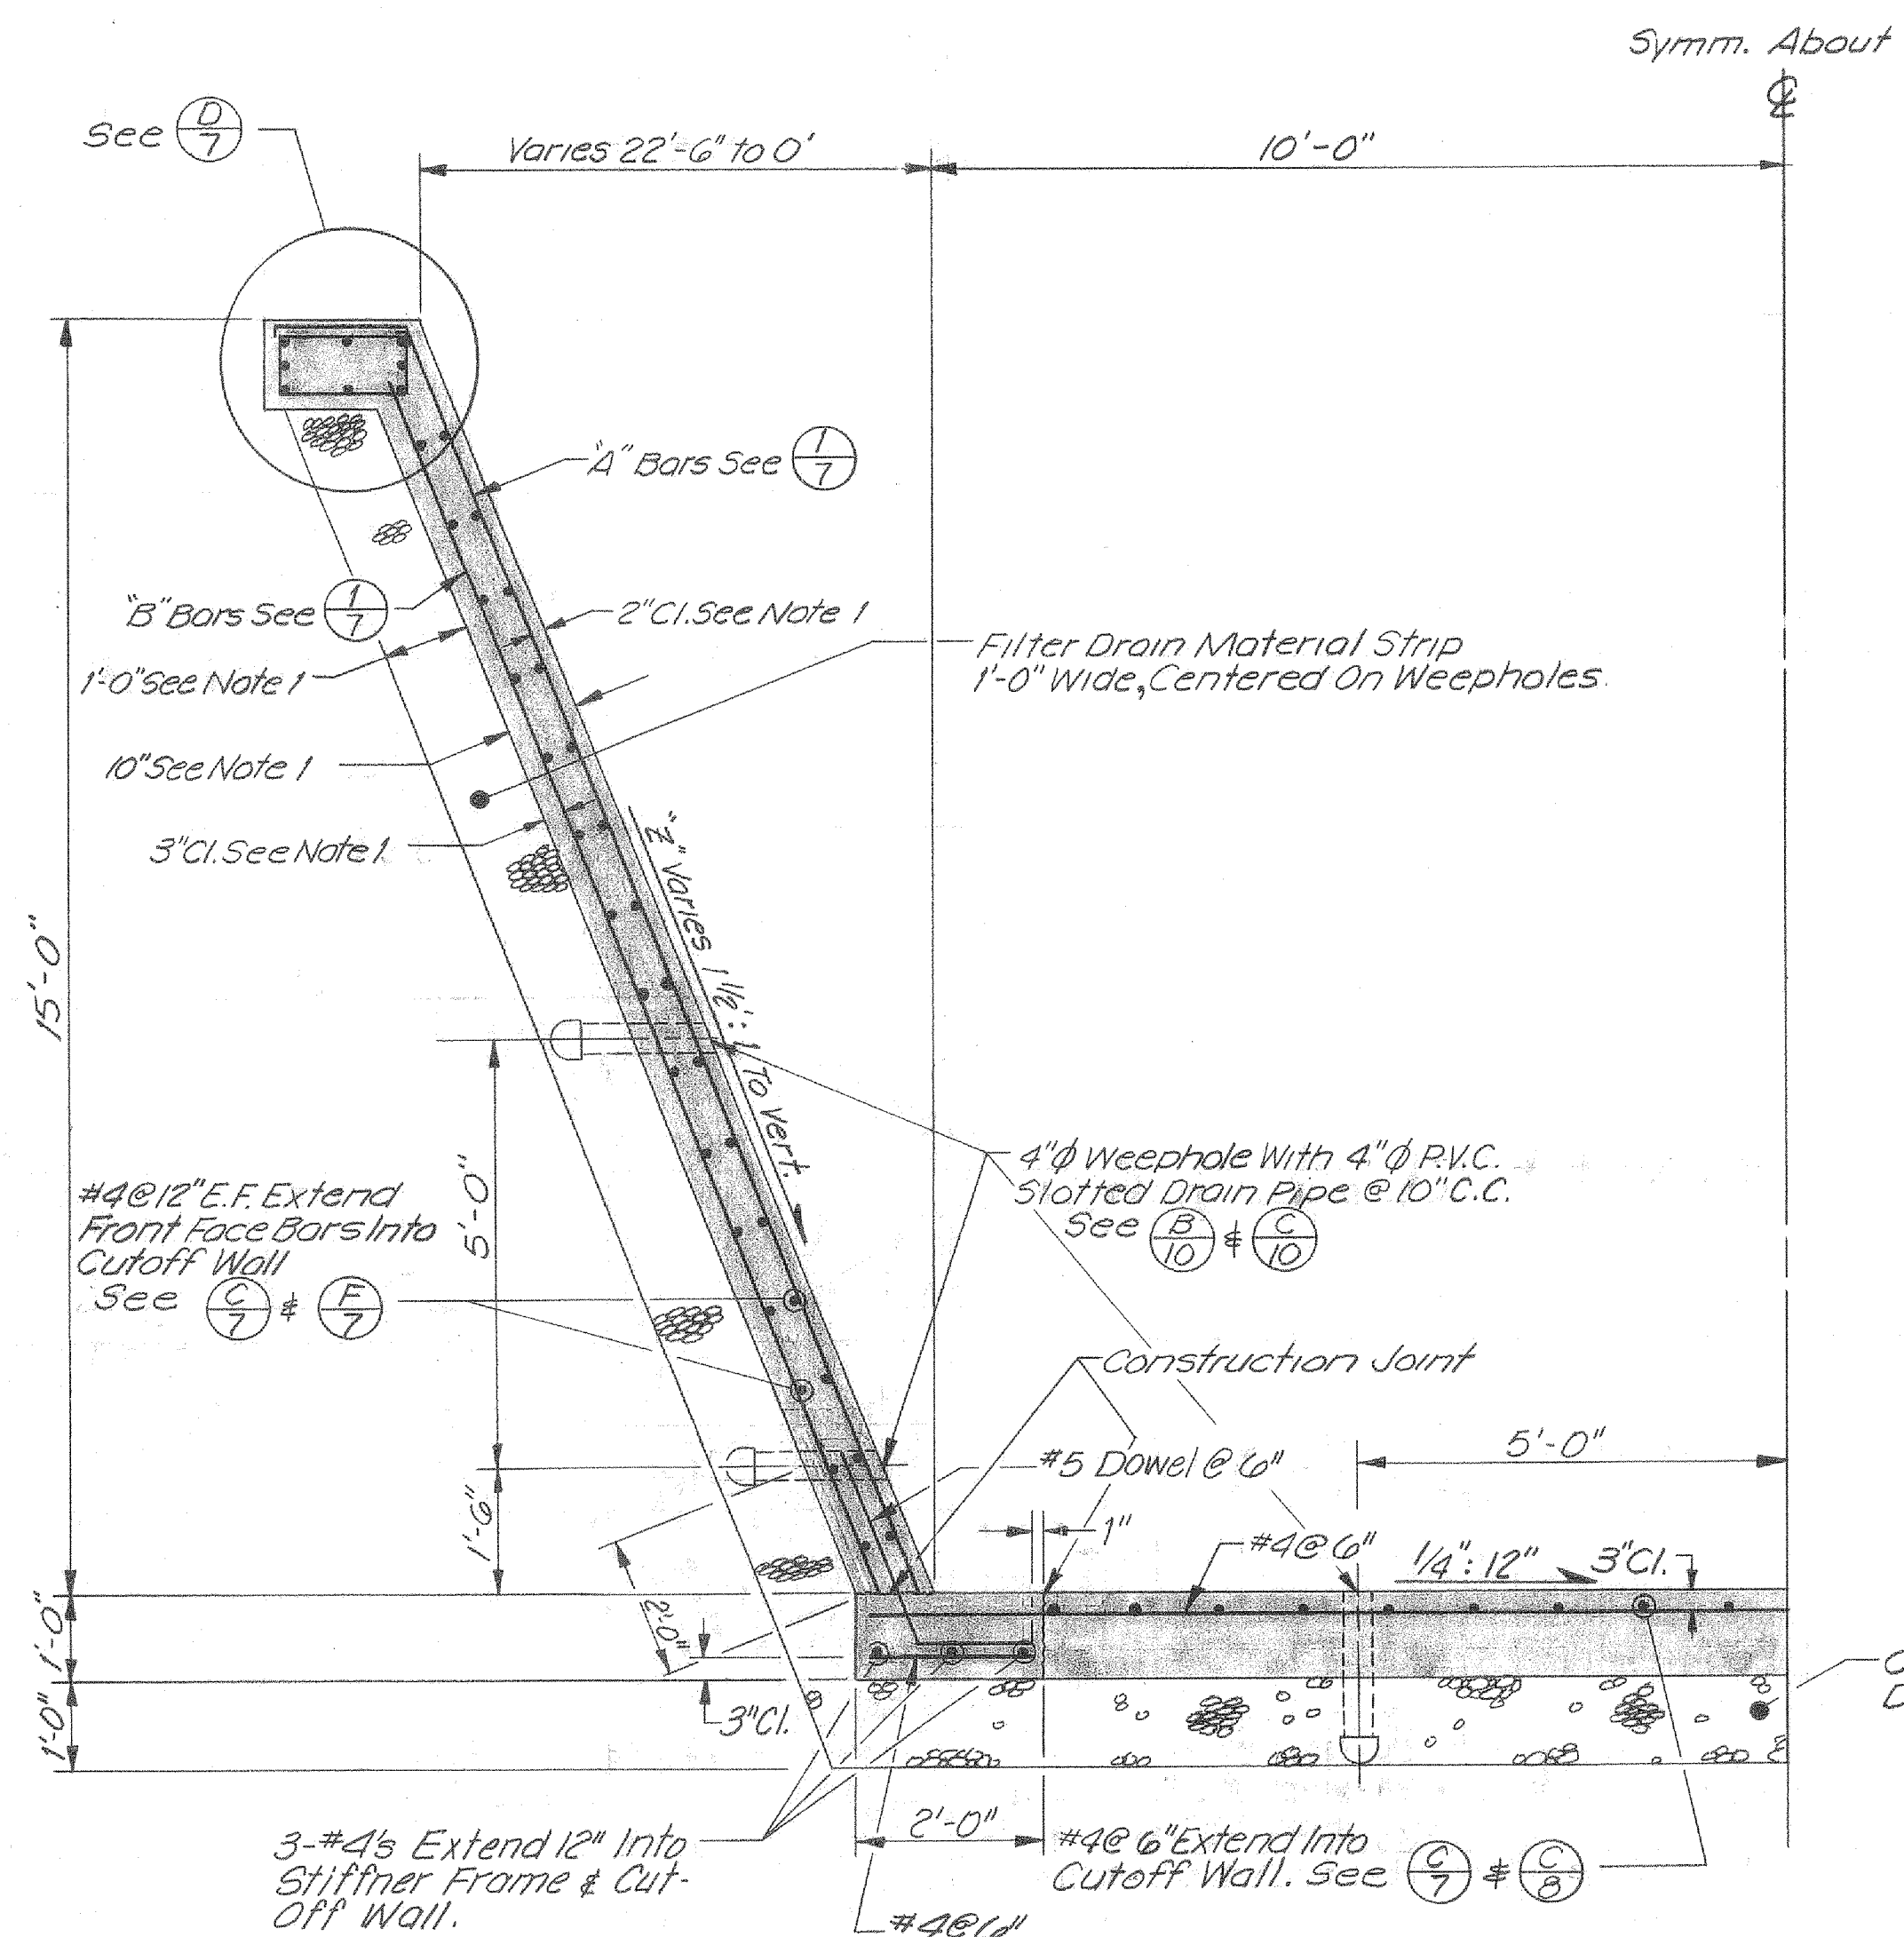 Symm. About
℄
See D/7
Varies 22'-6" to 0'
10'-0"
"A" Bars See 1/7
"B" Bars See 1/7
2"Cl. See Note 1
1'-0" See Note 1
Filter Drain Material Strip
1'-0" Wide, Centered On Weepholes.
10" See Note 1
3"Cl. See Note 1
"Z" Varies 1 1/2 : 1 To Vert.
15'-0"
5'-0"
#4@12" E.F. Extend
Front Face Bars Into
Cutoff Wall
See C/7 & F/7
4"φ Weephole With 4"φ P.V.C.
Slotted Drain Pipe @ 10" C.C.
See B/10 & C/10
Construction Joint
#5 Dowel @ 6"
5'-0"
1'-6"
1"
#4@6"
1/4":12"
3"Cl.
2'-0"
1'-0"
1'-0"
3"Cl.
2'-0"
3-#4's Extend 12" Into
Stiffner Frame & Cut-
Off Wall.
#4@ 6" Extend Into
Cutoff Wall. See C/7 & C/8
#4@6"